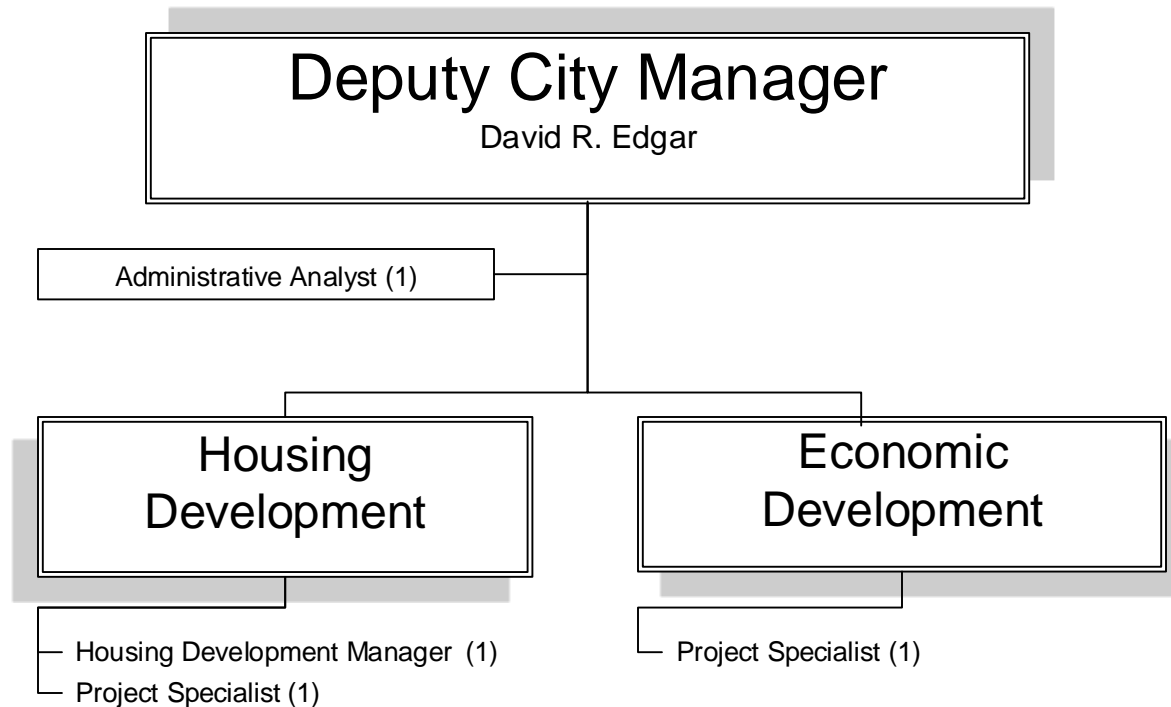 Deputy City Manager
David R. Edgar
Administrative Analyst (1)
Housing
Development
Housing Development Manager (1)
Project Specialist (1)
Economic
Development
Project Specialist (1)